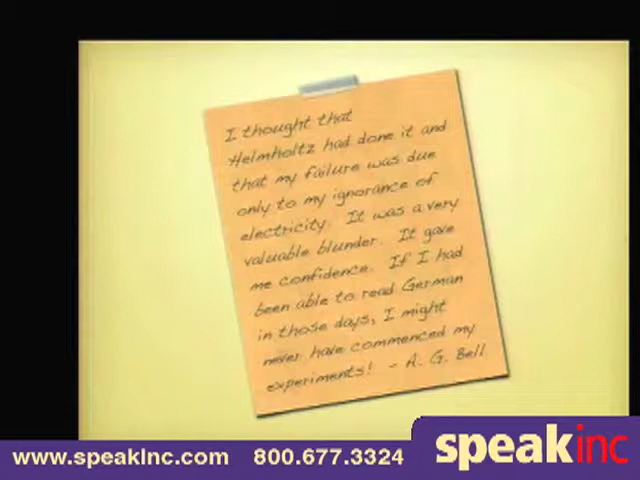 I thought that
Helmholtz had done it and
that my failure was due
only to my ignorance of
electricity. It was a very
valuable blunder. It gave
me confidence. If I had
been able to read German
in those days, I might
never have commenced my
experiments! - A. G. Bell
www.speakInc.com 800.677.3324
speakinc